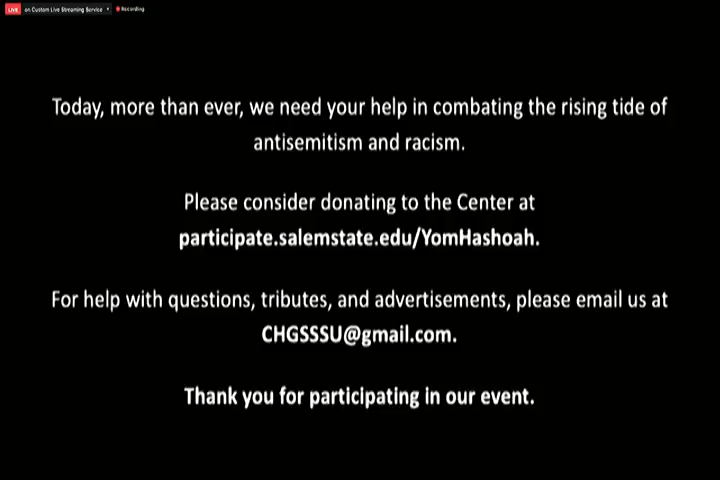 LIVE on Custom Live Streaming Service Recording
Today, more than ever, we need your help in combating the rising tide of
antisemitism and racism.
Please consider donating to the Center at
participate.salemstate.edu/YomHashoah.
For help with questions, tributes, and advertisements, please email us at
CHGSSSU@gmail.com.
Thank you for participating in our event.